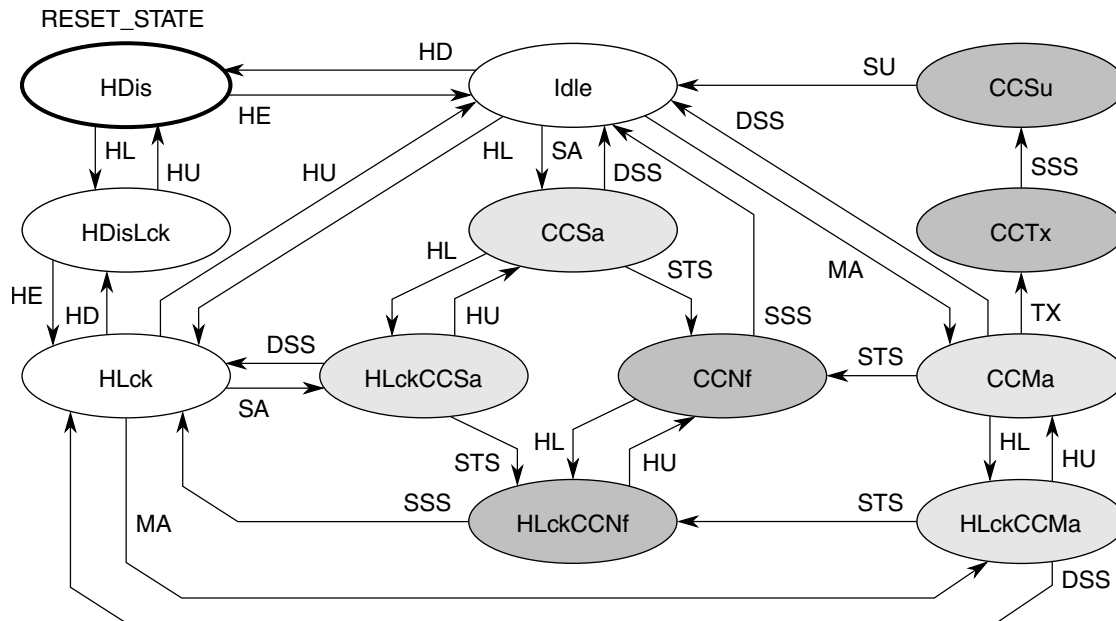 RESET_STATE
HDis
HD
HE
Idle
SU
CCSu
DSS
HL
HU
HU
HL
SA
DSS
SSS
HDisLck
CCSa
CCTx
HL
STS
MA
HE
HD
HU
SSS
TX
DSS
STS
HLck
HLckCCSa
CCNf
CCMa
SA
HL
HL
STS
HU
HU
SSS
STS
MA
HLckCCNf
HLckCCMa
DSS